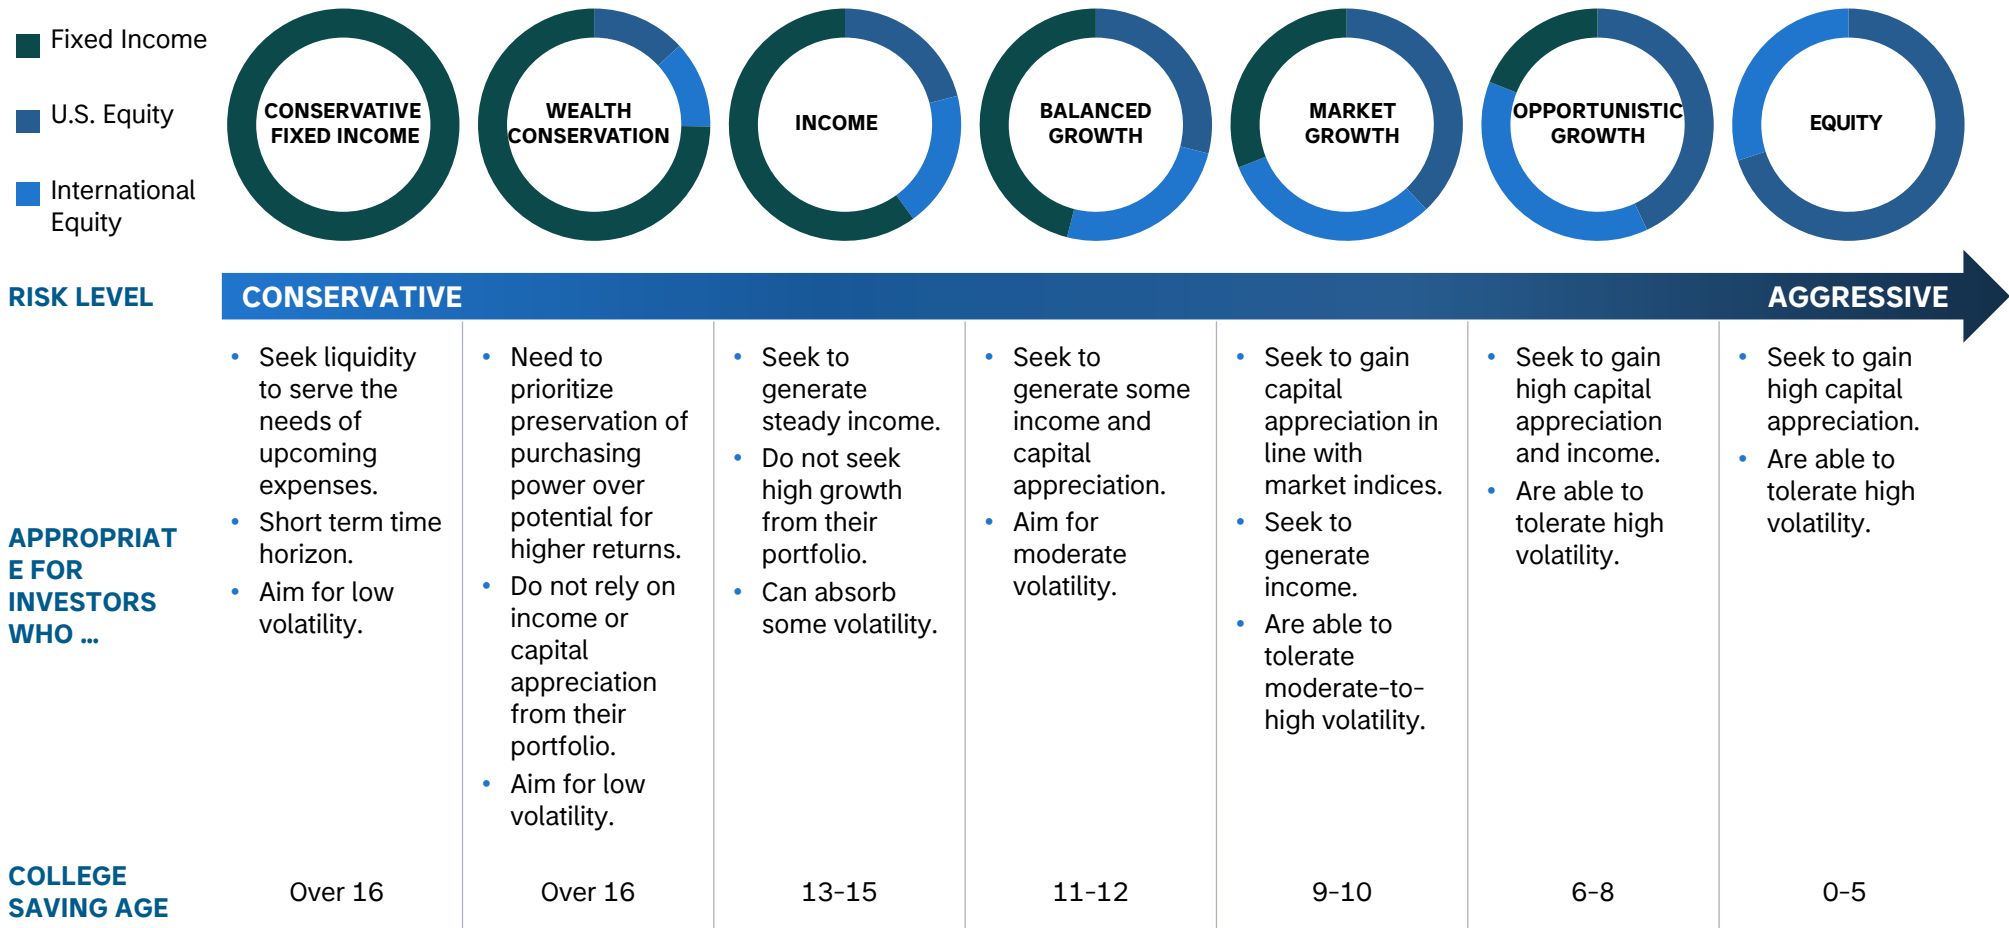 Fixed Income
U.S. Equity
International
Equity
CONSERVATIVE
FIXED INCOME
WEALTH
CONSERVATION
INCOME
BALANCED
GROWTH
MARKET
GROWTH
OPPORTUNISTIC
GROWTH
EQUITY
RISK LEVEL
CONSERVATIVE
AGGRESSIVE
APPROPRIAT
E FOR
INVESTORS
WHO ...
• Seek liquidity
to serve the
needs of
upcoming
expenses.
• Short term time
horizon.
• Aim for low
volatility.
• Need to
prioritize
preservation of
purchasing
power over
potential for
higher returns.
• Do not rely on
income or
capital
appreciation
from their
portfolio.
• Aim for low
volatility.
• Seek to
generate
steady income.
• Do not seek
high growth
from their
portfolio.
• Can absorb
some volatility.
• Seek to
generate some
income and
capital
appreciation.
• Aim for
moderate
volatility.
• Seek to gain
capital
appreciation in
line with
market indices.
• Seek to
generate
income.
• Are able to
tolerate
moderate-to-
high volatility.
• Seek to gain
high capital
appreciation
and income.
• Are able to
tolerate high
volatility.
• Seek to gain
high capital
appreciation.
• Are able to
tolerate high
volatility.
COLLEGE
SAVING AGE
Over 16
Over 16
13-15
11-12
9-10
6-8
0-5